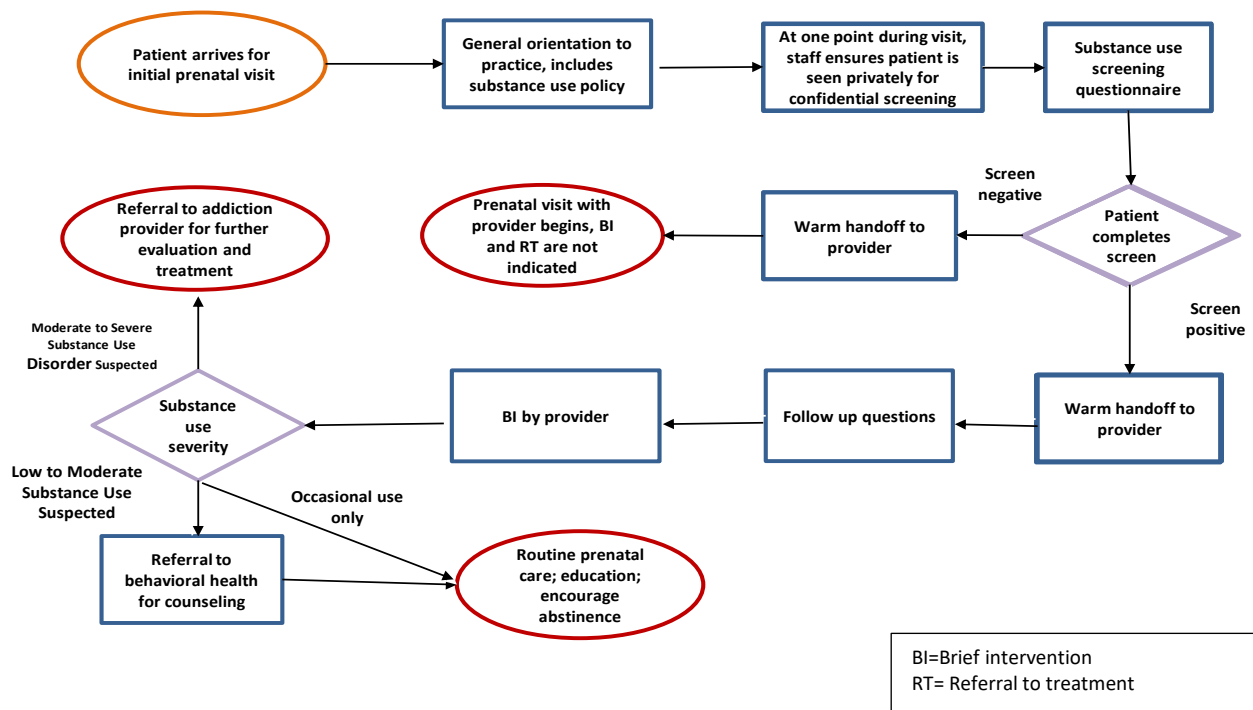 Patient arrives for
initial prenatal visit
General orientation to
practice, includes
substance use policy
At one point during visit,
staff ensures patient is
seen privately for
confidential screening
Substance use
screening
questionnaire
Screen
negative
Patient
completes
screen
Warm handoff to
provider
Prenatal visit with
provider begins, BI
and RT are not
indicated
Referral to addiction
provider for further
evaluation and
treatment
Screen
positive
Warm handoff to
provider
Follow up questions
BI by provider
Substance
use
severity
Moderate to Severe
Substance Use
Disorder Suspected
Low to Moderate
Substance Use
Suspected
Occasional use
only
Referral to
behavioral health
for counseling
Routine prenatal
care; education;
encourage
abstinence
BI=Brief intervention
RT= Referral to treatment